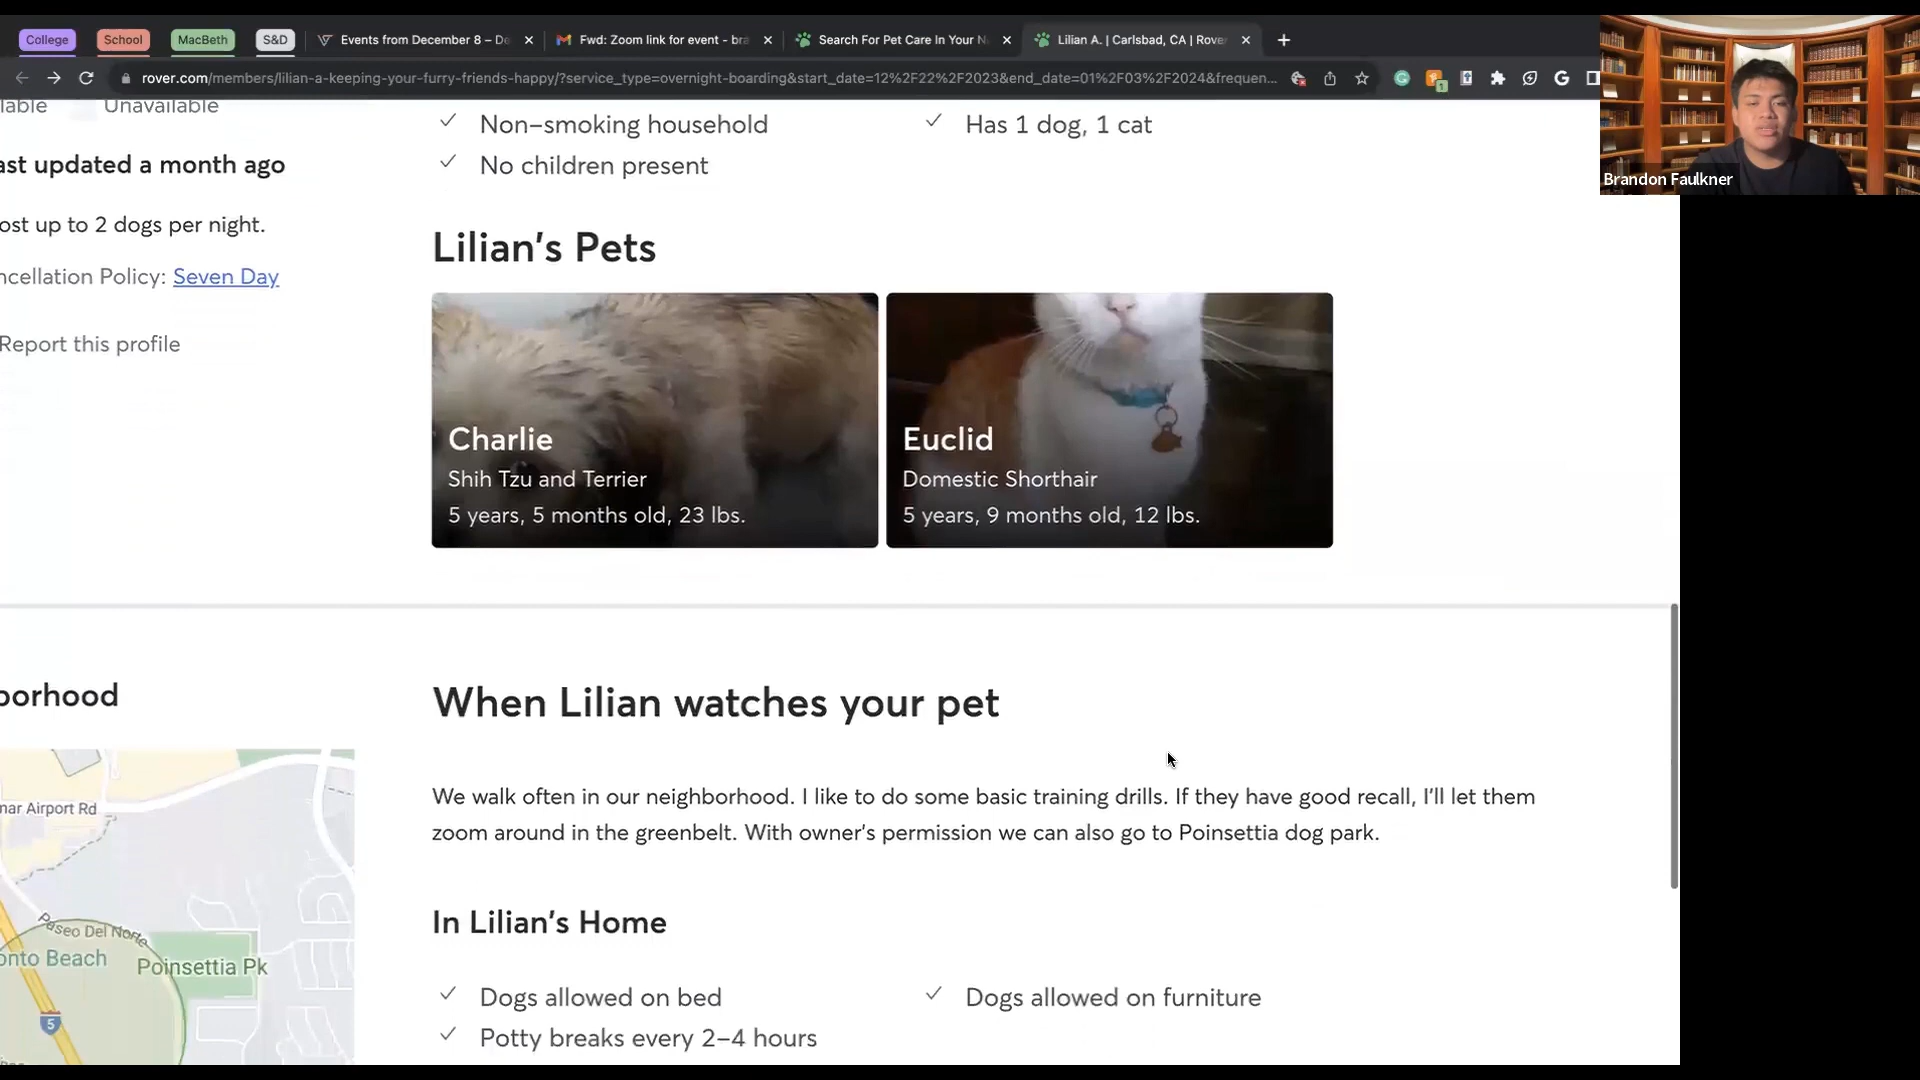 College
School
MacBeth
S&D
Events from December 8 – De
Fwd: Zoom link for event - bra
Search For Pet Care In Your N
Lilian A. | Carlsbad, CA | Rove
rover.com/members/lilian-a-keeping-your-furry-friends-happy/?service_type=overnight-boarding&start_date=12%2F22%2F2023&end_date=01%2F03%2F2024&frequen...
Brandon Faulkner
lable
Unavailable
ast updated a month ago
ost up to 2 dogs per night.
ncellation Policy: Seven Day
Report this profile
Non-smoking household
Has 1 dog, 1 cat
No children present
Lilian's Pets
Charlie
Shih Tzu and Terrier
5 years, 5 months old, 23 lbs.
Euclid
Domestic Shorthair
5 years, 9 months old, 12 lbs.
borhood
nar Airport Rd
Paseo Del Norte
onto Beach
Poinsettia Pk
5
When Lilian watches your pet
We walk often in our neighborhood. I like to do some basic training drills. If they have good recall, I'll let them
zoom around in the greenbelt. With owner's permission we can also go to Poinsettia dog park.
In Lilian's Home
Dogs allowed on bed
Dogs allowed on furniture
Potty breaks every 2-4 hours